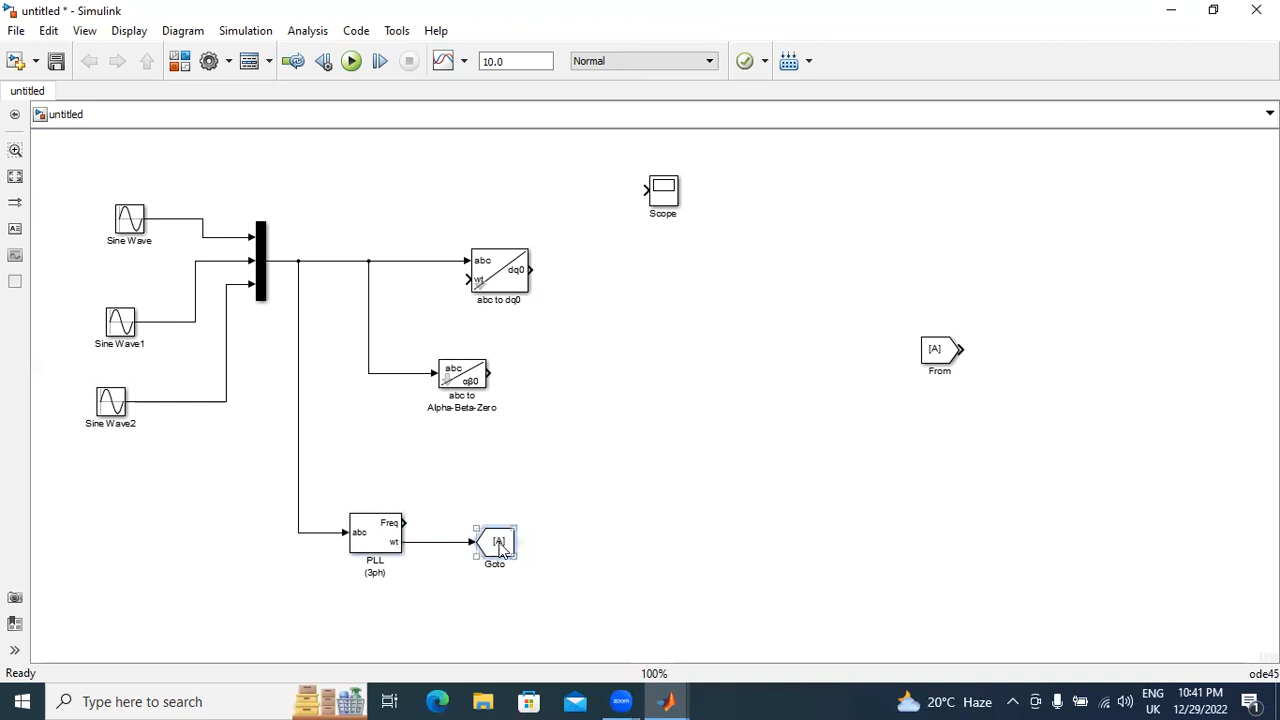 untitled * - Simulink
File Edit View Display Diagram Simulation Analysis Code Tools Help
10.0 Normal
untitled
untitled
Scope
Sine Wave
abc
wt
dq0
abc to dq0
Sine Wave1
[A]
From
abc
αβ0
abc to
Alpha-Beta-Zero
Sine Wave2
Freq
abc
wt
PLL
(3ph)
[A]
Goto
Ready 100% ode45
Type here to search
zoom
20°C Haze
ENG
UK
10:41 PM
12/29/2022
1